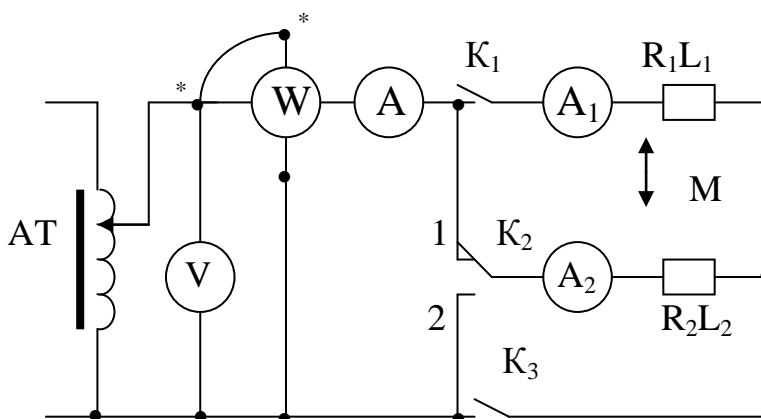 *
K₁
R₁L₁
*
W
A
A₁
M
AT
1
K₂
V
A₂
2
R₂L₂
K₃